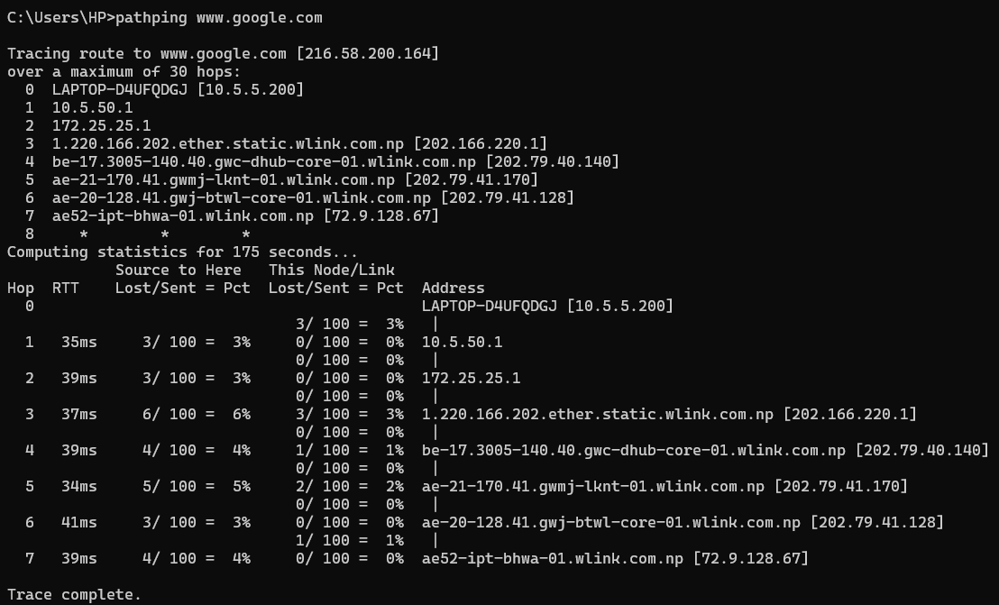 C:\Users\HP>pathping www.google.com
Tracing route to www.google.com [216.58.200.164]
over a maximum of 30 hops:
  0  LAPTOP-D4UFQDGJ [10.5.5.200]
  1  10.5.50.1
  2  172.25.25.1
  3  1.220.166.202.ether.static.wlink.com.np [202.166.220.1]
  4  be-17.3005-140.40.gwc-dhub-core-01.wlink.com.np [202.79.40.140]
  5  ae-21-170.41.gwmj-lknt-01.wlink.com.np [202.79.41.170]
  6  ae-20-128.41.gwj-btwl-core-01.wlink.com.np [202.79.41.128]
  7  ae52-ipt-bhwa-01.wlink.com.np [72.9.128.67]
  8     *        *        *
Computing statistics for 175 seconds...
            Source to Here   This Node/Link
Hop  RTT    Lost/Sent = Pct  Lost/Sent = Pct  Address
  0                                           LAPTOP-D4UFQDGJ [10.5.5.200]
                                3/ 100 =  3%   |
  1   35ms     3/ 100 =  3%     0/ 100 =  0%  10.5.50.1
                                0/ 100 =  0%   |
  2   39ms     3/ 100 =  3%     0/ 100 =  0%  172.25.25.1
                                0/ 100 =  0%   |
  3   37ms     6/ 100 =  6%     3/ 100 =  3%  1.220.166.202.ether.static.wlink.com.np [202.166.220.1]
                                0/ 100 =  0%   |
  4   39ms     4/ 100 =  4%     1/ 100 =  1%  be-17.3005-140.40.gwc-dhub-core-01.wlink.com.np [202.79.40.140]
                                0/ 100 =  0%   |
  5   34ms     5/ 100 =  5%     2/ 100 =  2%  ae-21-170.41.gwmj-lknt-01.wlink.com.np [202.79.41.170]
                                0/ 100 =  0%   |
  6   41ms     3/ 100 =  3%     0/ 100 =  0%  ae-20-128.41.gwj-btwl-core-01.wlink.com.np [202.79.41.128]
                                1/ 100 =  1%   |
  7   39ms     4/ 100 =  4%     0/ 100 =  0%  ae52-ipt-bhwa-01.wlink.com.np [72.9.128.67]
Trace complete.